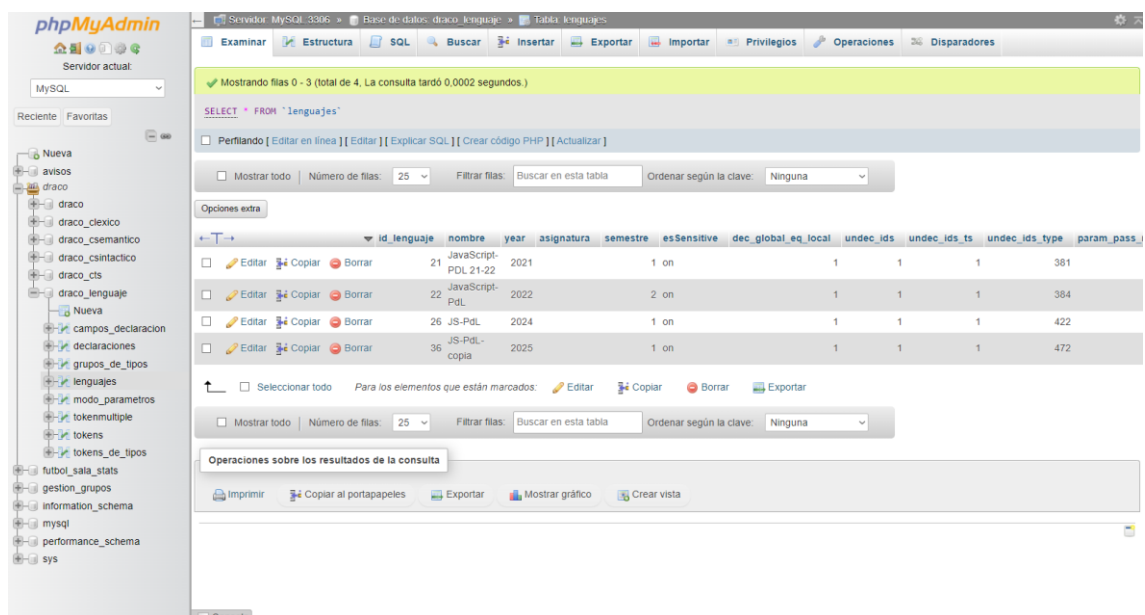 phpMyAdmin
Servidor actual:
MySQL
Reciente Favoritas
Nueva
avisos
draco
draco
draco_clexico
draco_csemantico
draco_csintactico
draco_cts
draco_lenguaje
Nueva
campos_declaracion
declaraciones
grupos_de_tipos
lenguajes
modo_parametros
tokenmultiple
tokens
tokens_de_tipos
futbol_sala_stats
gestion_grupos
information_schema
mysql
performance_schema
sys
Servidor: MySQL:3306 » Base de datos: draco_lenguaje » Tabla: lenguajes
Examinar Estructura SQL Buscar Insertar Exportar Importar Privilegios Operaciones Disparadores
Mostrando filas 0 - 3 (total de 4, La consulta tardó 0,0002 segundos.)
SELECT * FROM `lenguajes`
Perfilando [ Editar en línea ] [ Editar ] [ Explicar SQL ] [ Crear código PHP ] [ Actualizar ]
Mostrar todo | Número de filas: 25 Filtrar filas: Buscar en esta tabla Ordenar según la clave: Ninguna
Opciones extra
←T→ id_lenguaje nombre year asignatura semestre esSensitive dec_global_eq_local undec_ids undec_ids_ts undec_ids_type
Editar Copiar Borrar 21 JavaScript-
PDL 21-22 2021 1 on 1 1 1 381
Editar Copiar Borrar 22 JavaScript-
PdL 2022 2 on 1 1 1 384
Editar Copiar Borrar 26 JS-PdL 2024 1 on 1 1 1 422
Editar Copiar Borrar 36 JS-PdL-
copia 2025 1 on 1 1 1 472
Seleccionar todo Para los elementos que están marcados: Editar Copiar Borrar Exportar
Mostrar todo | Número de filas: 25 Filtrar filas: Buscar en esta tabla Ordenar según la clave: Ninguna
Operaciones sobre los resultados de la consulta
Imprimir Copiar al portapapeles Exportar Mostrar gráfico Crear vista